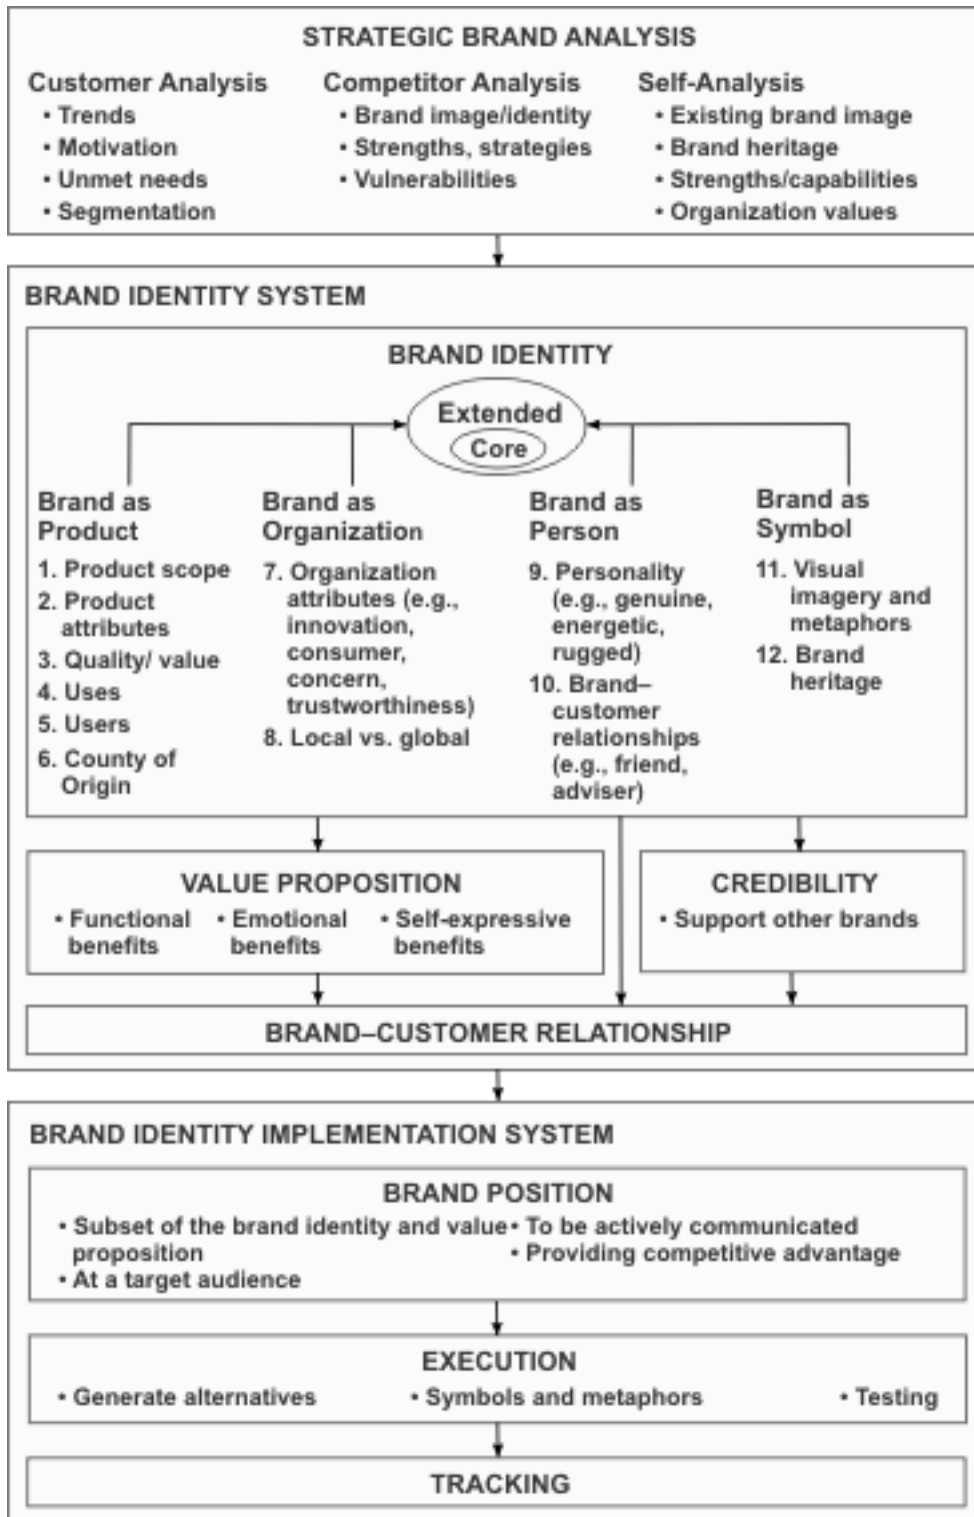 STRATEGIC BRAND ANALYSIS
Customer Analysis
• Trends
• Motivation
• Unmet needs
• Segmentation
Competitor Analysis
• Brand image/identity
• Strengths, strategies
• Vulnerabilities
Self-Analysis
• Existing brand image
• Brand heritage
• Strengths/capabilities
• Organization values
BRAND IDENTITY SYSTEM
BRAND IDENTITY
Extended
Core
Brand as
Product
1. Product scope
2. Product
attributes
3. Quality/ value
4. Uses
5. Users
6. County of
Origin
Brand as
Organization
7. Organization
attributes (e.g.,
innovation,
consumer,
concern,
trustworthiness)
8. Local vs. global
Brand as
Person
9. Personality
(e.g., genuine,
energetic,
rugged)
10. Brand–
customer
relationships
(e.g., friend,
adviser)
Brand as
Symbol
11. Visual
imagery and
metaphors
12. Brand
heritage
VALUE PROPOSITION
• Functional
benefits
• Emotional
benefits
• Self-expressive
benefits
CREDIBILITY
• Support other brands
BRAND–CUSTOMER RELATIONSHIP
BRAND IDENTITY IMPLEMENTATION SYSTEM
BRAND POSITION
• Subset of the brand identity and value
proposition
• At a target audience
• To be actively communicated
• Providing competitive advantage
EXECUTION
• Generate alternatives
• Symbols and metaphors
• Testing
TRACKING